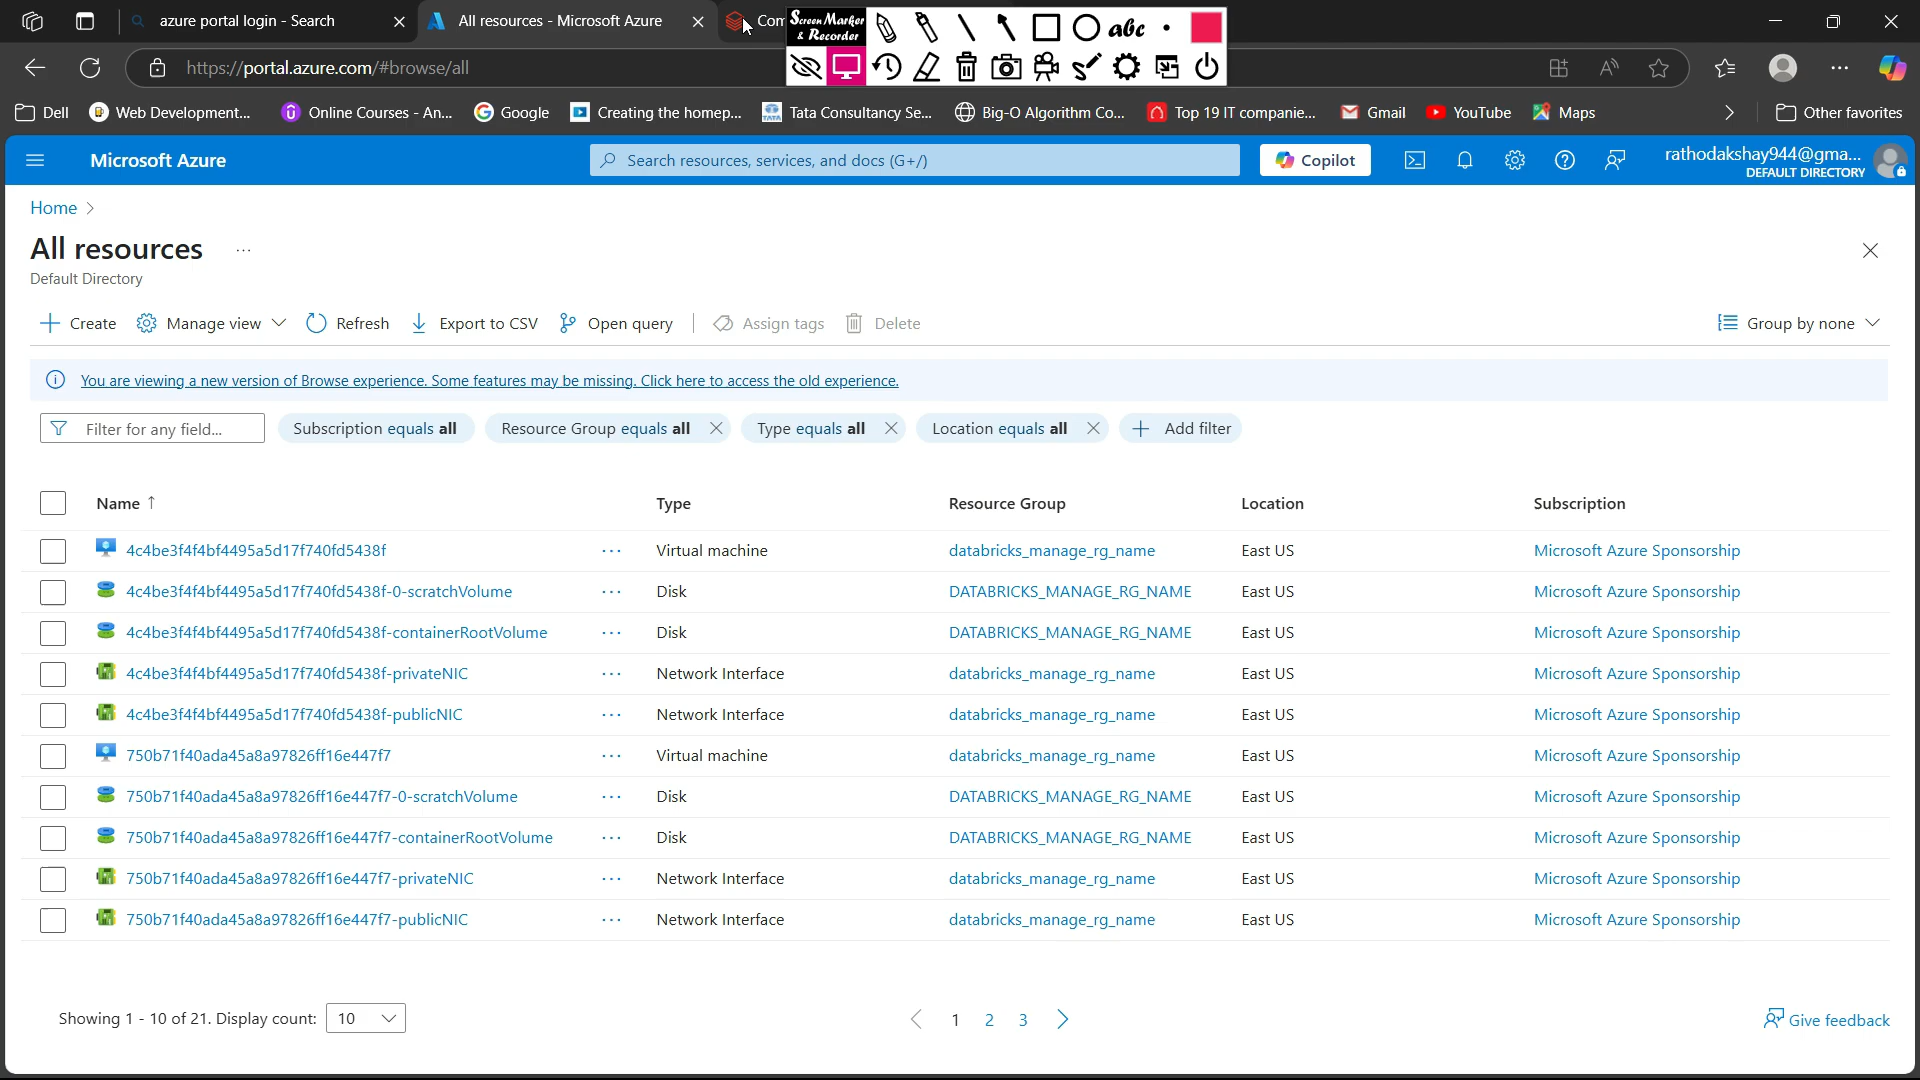 azure portal login - Search
All resources - Microsoft Azure
Com
Screen Marker
& Recorder
abc
https://portal.azure.com/#browse/all
Dell
Web Development...
Online Courses - An...
Google
Creating the homep...
Tata Consultancy Se...
Big-O Algorithm Co...
Top 19 IT companie...
Gmail
YouTube
Maps
Other favorites
Microsoft Azure
Search resources, services, and docs (G+/)
Copilot
rathodakshay944@gma...
DEFAULT DIRECTORY
Home
All resources ...
Default Directory
Create
Manage view
Refresh
Export to CSV
Open query
Assign tags
Delete
Group by none
You are viewing a new version of Browse experience. Some features may be missing. Click here to access the old experience.
Filter for any field...
Subscription equals all
Resource Group equals all
Type equals all
Location equals all
Add filter
Name ↑ Type Resource Group Location Subscription
4c4be3f4f4bf4495a5d17f740fd5438f ... Virtual machine databricks_manage_rg_name East US Microsoft Azure Sponsorship
4c4be3f4f4bf4495a5d17f740fd5438f-0-scratchVolume ... Disk DATABRICKS_MANAGE_RG_NAME East US Microsoft Azure Sponsorship
4c4be3f4f4bf4495a5d17f740fd5438f-containerRootVolume ... Disk DATABRICKS_MANAGE_RG_NAME East US Microsoft Azure Sponsorship
4c4be3f4f4bf4495a5d17f740fd5438f-privateNIC ... Network Interface databricks_manage_rg_name East US Microsoft Azure Sponsorship
4c4be3f4f4bf4495a5d17f740fd5438f-publicNIC ... Network Interface databricks_manage_rg_name East US Microsoft Azure Sponsorship
750b71f40ada45a8a97826ff16e447f7 ... Virtual machine databricks_manage_rg_name East US Microsoft Azure Sponsorship
750b71f40ada45a8a97826ff16e447f7-0-scratchVolume ... Disk DATABRICKS_MANAGE_RG_NAME East US Microsoft Azure Sponsorship
750b71f40ada45a8a97826ff16e447f7-containerRootVolume ... Disk DATABRICKS_MANAGE_RG_NAME East US Microsoft Azure Sponsorship
750b71f40ada45a8a97826ff16e447f7-privateNIC ... Network Interface databricks_manage_rg_name East US Microsoft Azure Sponsorship
750b71f40ada45a8a97826ff16e447f7-publicNIC ... Network Interface databricks_manage_rg_name East US Microsoft Azure Sponsorship
Showing 1 - 10 of 21. Display count: 10
1 2 3
Give feedback